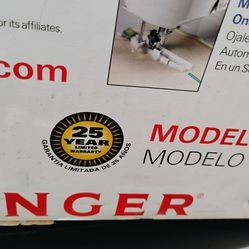 or its affiliates.
.com
M
On
Ojale
Autom
En un S
25
YEAR
LIMITED
WARRANTY
GARANTÍA LIMITADA DE 25 AÑOS
MODEL
MODELO
NGER